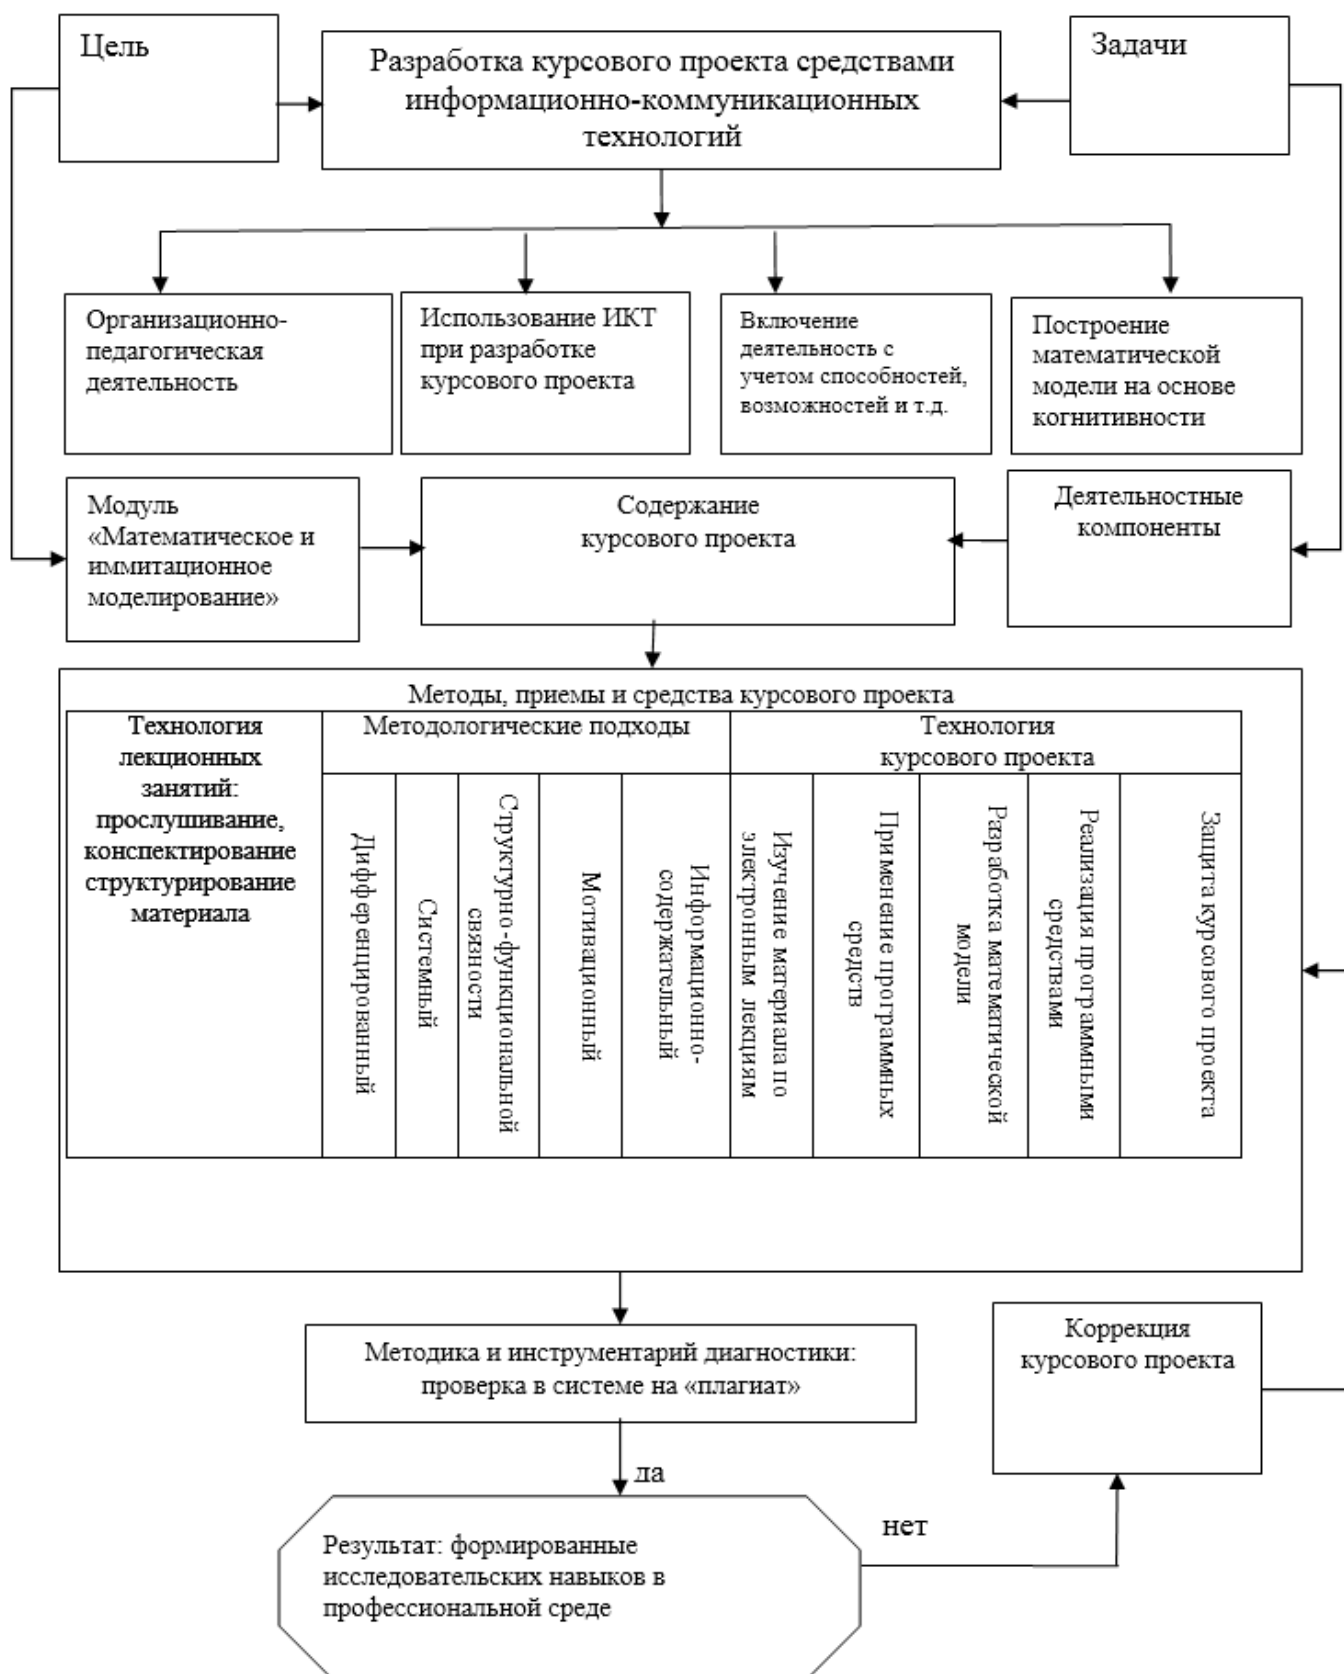 Цель
Разработка курсового проекта средствами
информационно-коммуникационных
технологий
Задачи
Организационно-
педагогическая
деятельность
Использование ИКТ
при разработке
курсового проекта
Включение
деятельность с
учетом способностей,
возможностей и т.д.
Построение
математической
модели на основе
когнитивности
Модуль
«Математическое и
иммитационное
моделирование»
Содержание
курсового проекта
Деятельностные
компоненты
Методы, приемы и средства курсового проекта
Технология
лекционных
занятий:
прослушивание,
конспектирование
структурирование
материала
Методологические подходы
Технология
курсового проекта
Дифференцированный
Системный
Структурно-функциональной
связности
Мотивационный
Информационно-
содержательный
Изучение материала по
электронным лекциям
Применение программных
средств
Разработка математической
модели
Реализация программными
средствами
Защита курсового проекта
Методика и инструментарий диагностики:
проверка в системе на «плагиат»
Коррекция
курсового проекта
да
нет
Результат: формированные
исследовательских навыков в
профессиональной среде